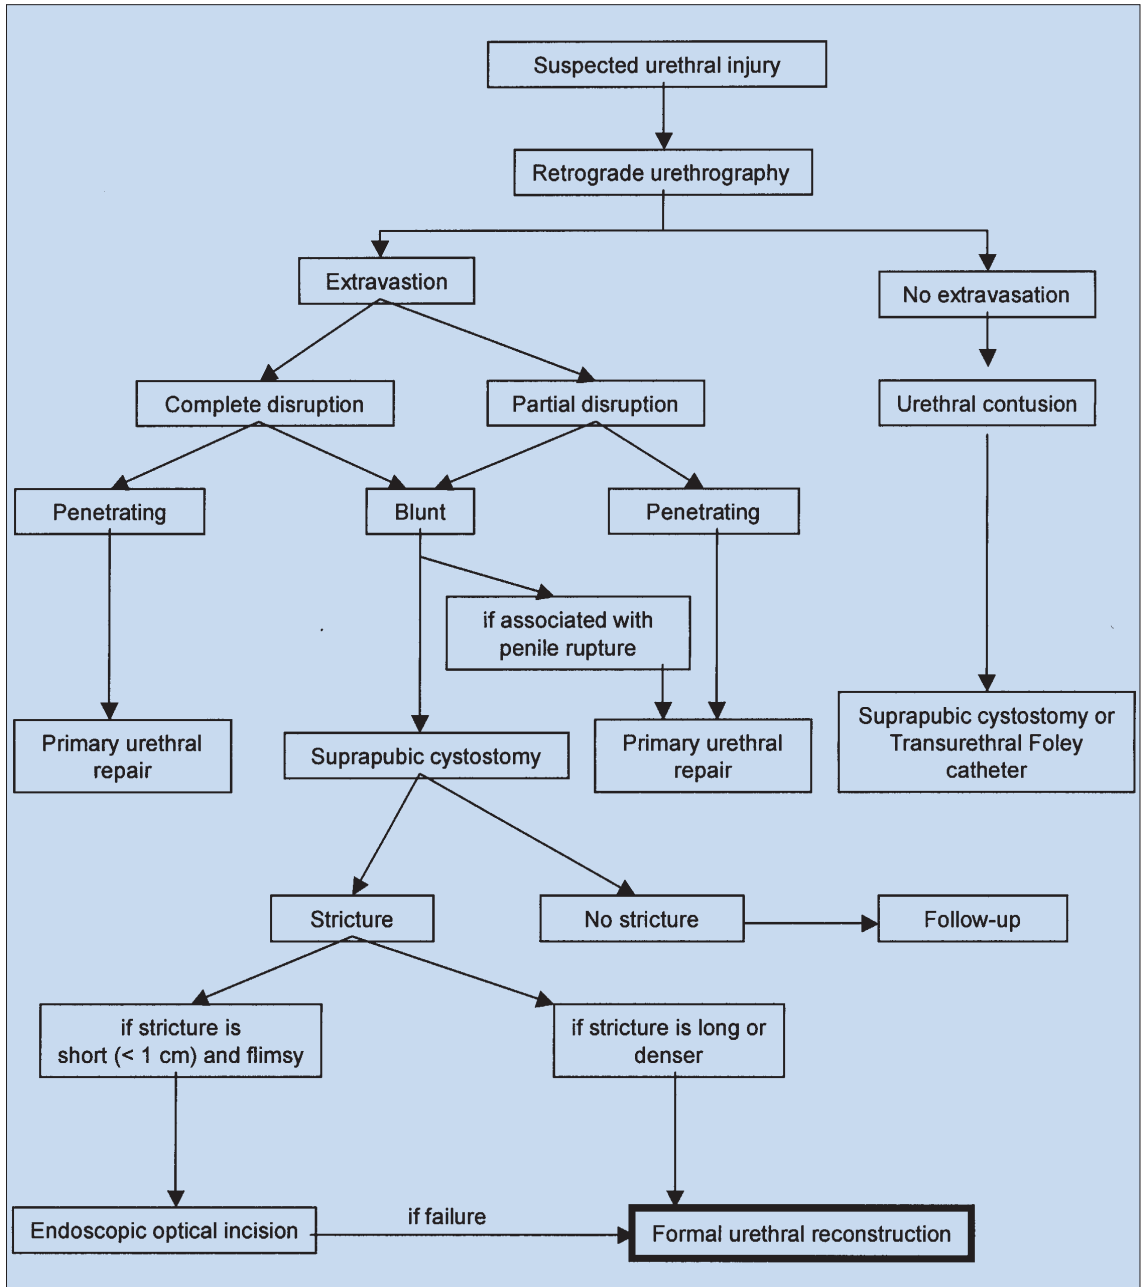 Suspected urethral injury
Retrograde urethrography
Extravastion
No extravasation
Complete disruption
Partial disruption
Urethral contusion
Penetrating
Blunt
Penetrating
if associated with
penile rupture
Primary urethral
repair
Suprapubic cystostomy
Primary urethral
repair
Suprapubic cystostomy or
Transurethral Foley
catheter
Stricture
No stricture
Follow-up
if stricture is
short (< 1 cm) and flimsy
if stricture is long or
denser
Endoscopic optical incision
if failure
Formal urethral reconstruction